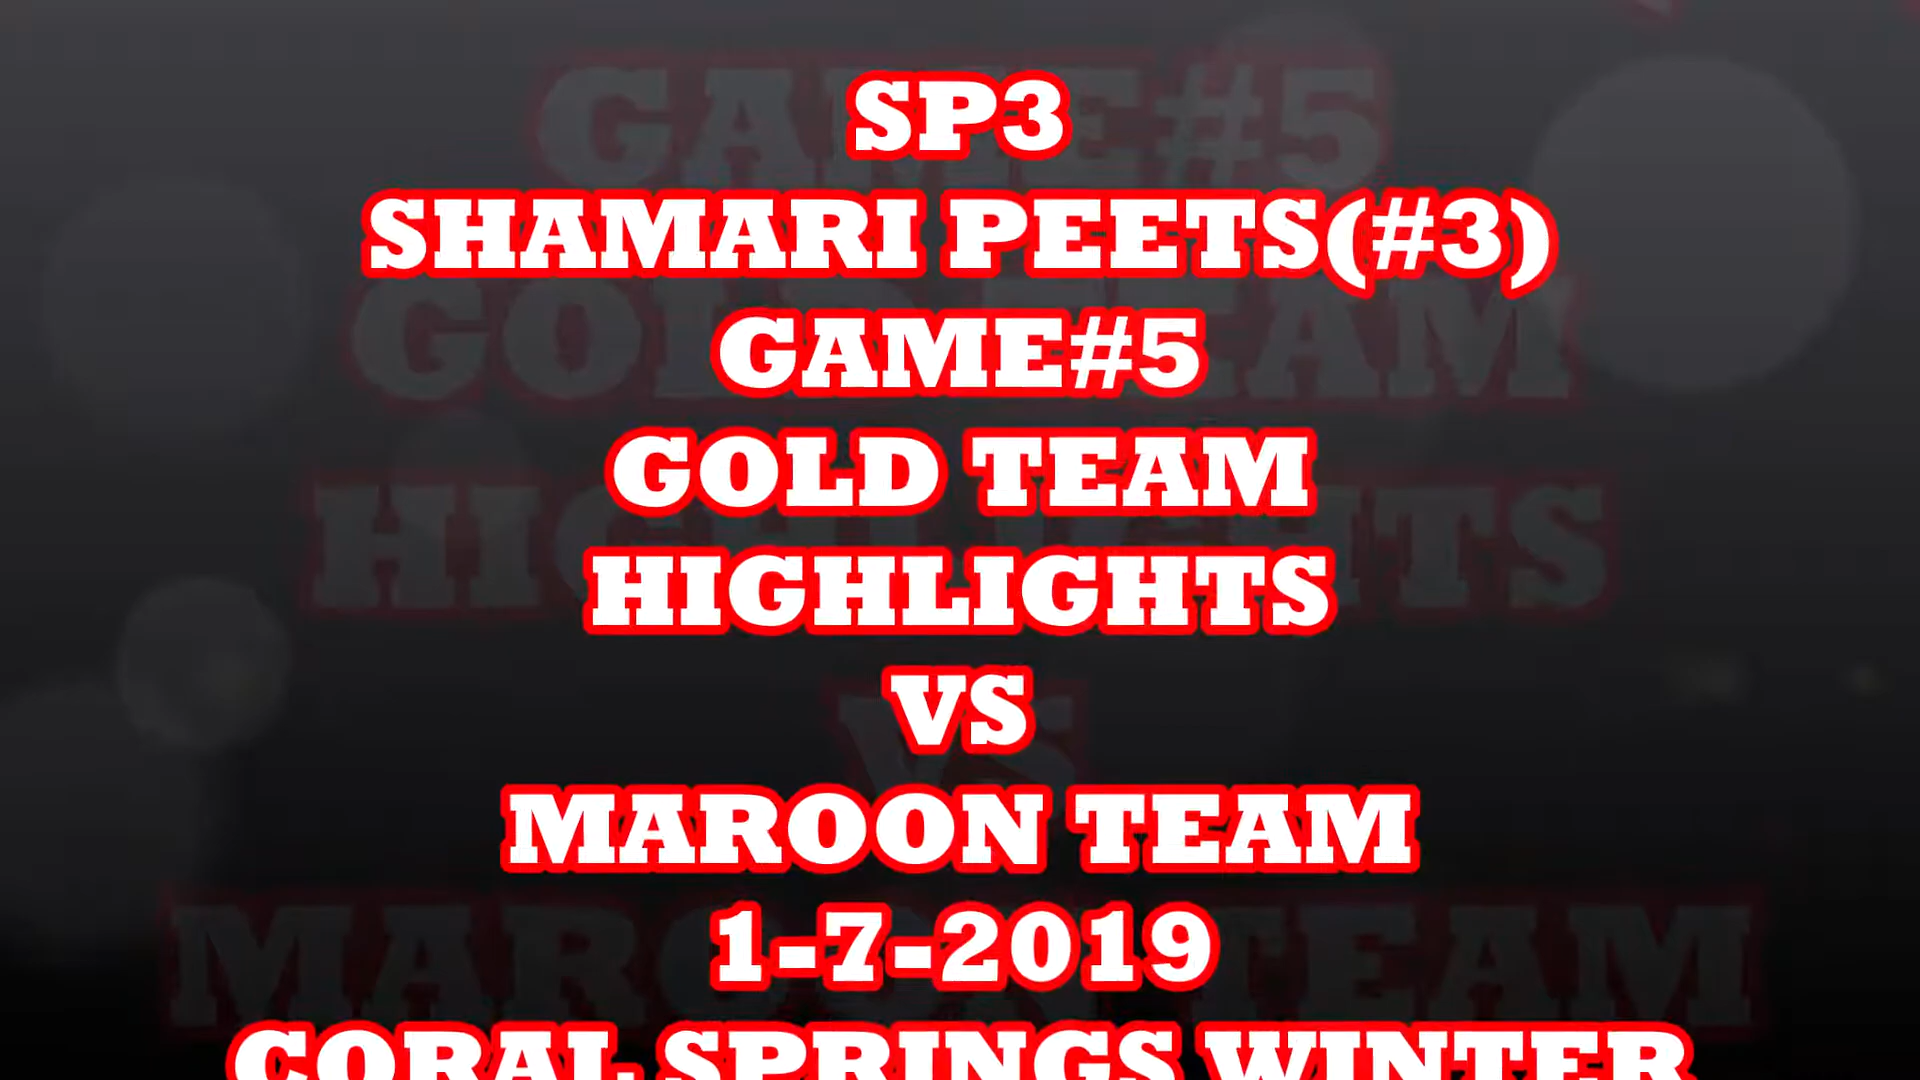 SP3
SHAMARI PEETS(#3)
GAME#5
GOLD TEAM
HIGHLIGHTS
VS
MAROON TEAM
1-7-2019
CORAL SPRINGS WINTER